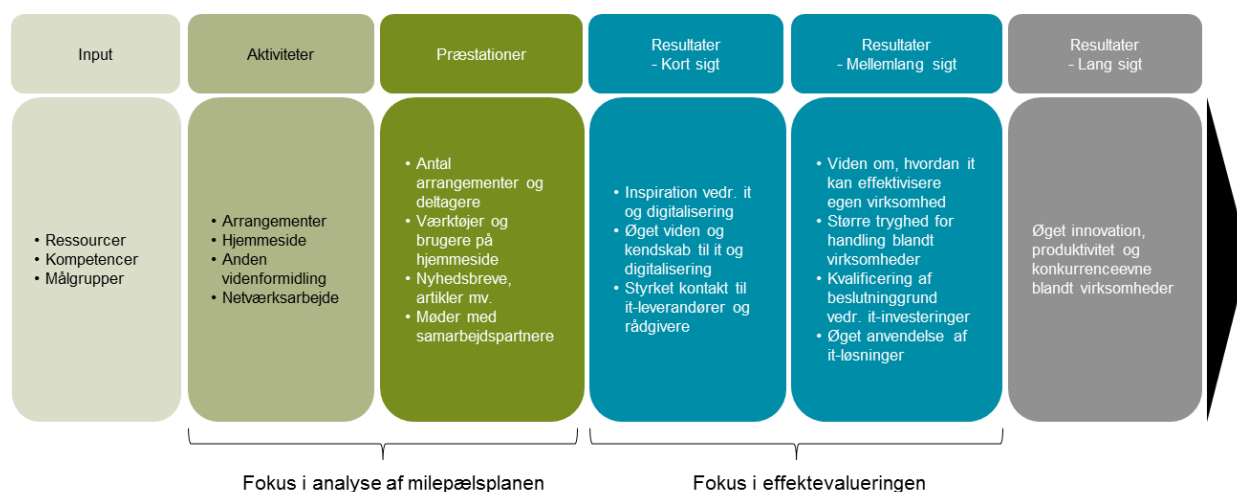 Input
Aktiviteter
Præstationer
Resultater
- Kort sigt
Resultater
- Mellemlang sigt
Resultater
- Lang sigt
• Ressourcer
• Kompetencer
• Målgrupper
• Arrangementer
• Hjemmeside
• Anden
videnformidling
• Netværksarbejde
• Antal
arrangementer og
deltagere
• Værktøjer og
brugere på
hjemmeside
• Nyhedsbreve,
artikler mv.
• Møder med
samarbejdspartnere
• Inspiration vedr. it
og digitalisering
• Øget viden og
kendskab til it og
digitalisering
• Styrket kontakt til
it-leverandører og
rådgivere
• Viden om, hvordan it
kan effektivisere
egen virksomhed
• Større tryghed for
handling blandt
virksomheder
• Kvalificering af
beslutninggrund
vedr. it-investeringer
• Øget anvendelse af
it-løsninger
Øget innovation,
produktivitet og
konkurrenceevne
blandt virksomheder
Fokus i analyse af milepælsplanen
Fokus i effektevalueringen